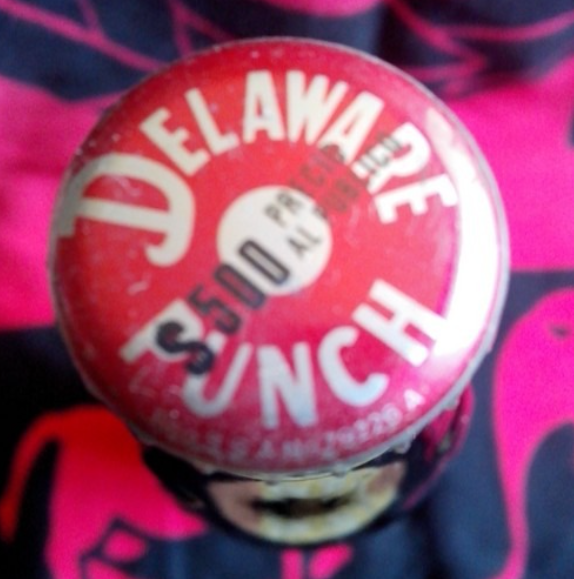 DELAWARE
PUNCH
$500 PRECIO
AL PUBLICO